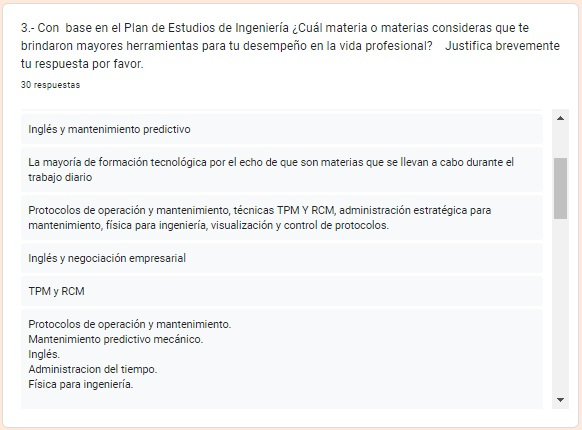 3.- Con base en el Plan de Estudios de Ingeniería ¿Cuál materia o materias consideras que te
brindaron mayores herramientas para tu desempeño en la vida profesional? Justifica brevemente
tu respuesta por favor.
30 respuestas
Inglés y mantenimiento predictivo
La mayoría de formación tecnológica por el echo de que son materias que se llevan a cabo durante el
trabajo diario
Protocolos de operación y mantenimiento, técnicas TPM Y RCM, administración estratégica para
mantenimiento, física para ingeniería, visualización y control de protocolos.
Inglés y negociación empresarial
TPM y RCM
Protocolos de operación y mantenimiento.
Mantenimiento predictivo mecánico.
Inglés.
Administracion del tiempo.
Física para ingeniería.